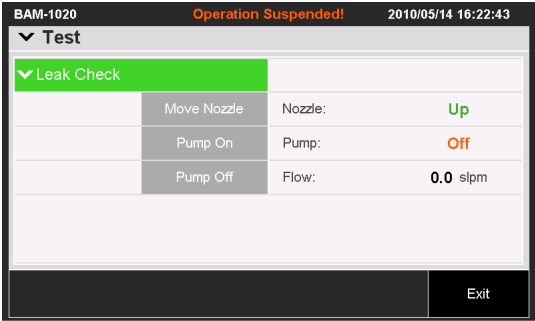 BAM-1020 Operation Suspended! 2010/05/14 16:22:43
Test
Leak Check
Move Nozzle Nozzle: Up
Pump On Pump: Off
Pump Off Flow: 0.0 slpm
Exit